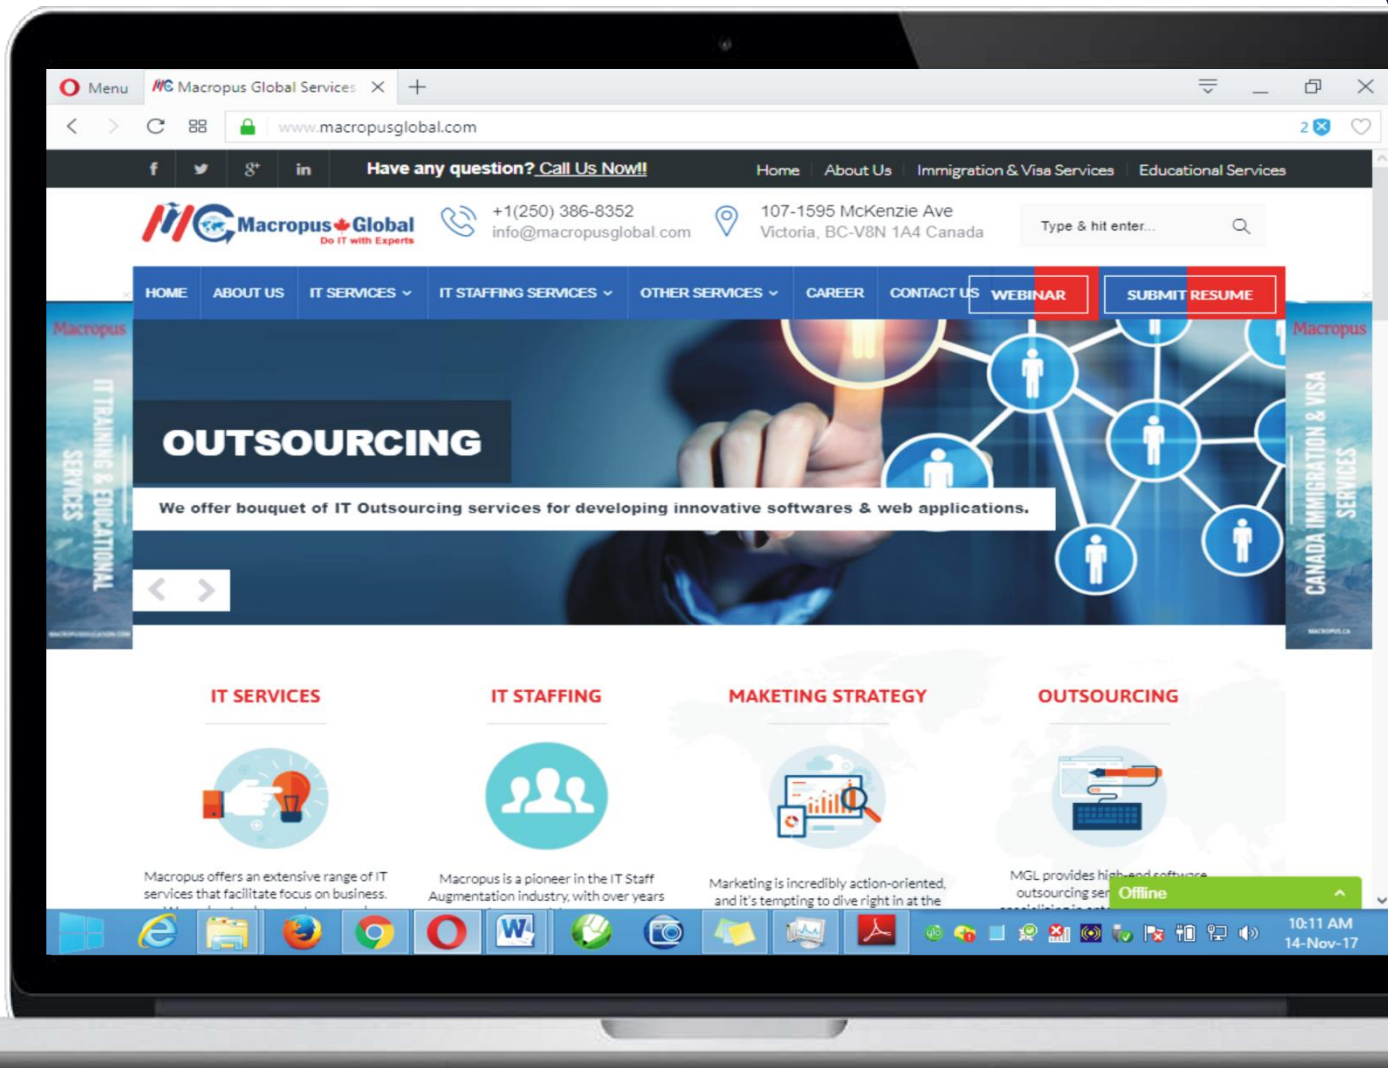 Menu
Macropus Global Services
www.macropusglobal.com
2
f
g+
in
Have any question? Call Us Now!!
Home
About Us
Immigration & Visa Services
Educational Services
MG Macropus Global
Do IT with Experts
+1(250) 386-8352
info@macropusglobal.com
107-1595 McKenzie Ave
Victoria, BC-V8N 1A4 Canada
Type & hit enter...
HOME
ABOUT US
IT SERVICES
IT STAFFING SERVICES
OTHER SERVICES
CAREER
CONTACT US
WEBINAR
SUBMIT RESUME
Macropus
IT TRAINING & EDUCATIONAL
SERVICES
OUTSOURCING
We offer bouquet of IT Outsourcing services for developing innovative softwares & web applications.
Macropus
CANADA IMMIGRATION & VISA
SERVICES
MACROPUS.CA
IT SERVICES
Macropus offers an extensive range of IT
services that facilitate focus on business.
IT STAFFING
Macropus is a pioneer in the IT Staff
Augmentation industry, with over years
MAKETING STRATEGY
Marketing is incredibly action-oriented,
and it's tempting to dive right in at the
OUTSOURCING
MGL provides high-end software
outsourcing
Offline
10:11 AM
14-Nov-17